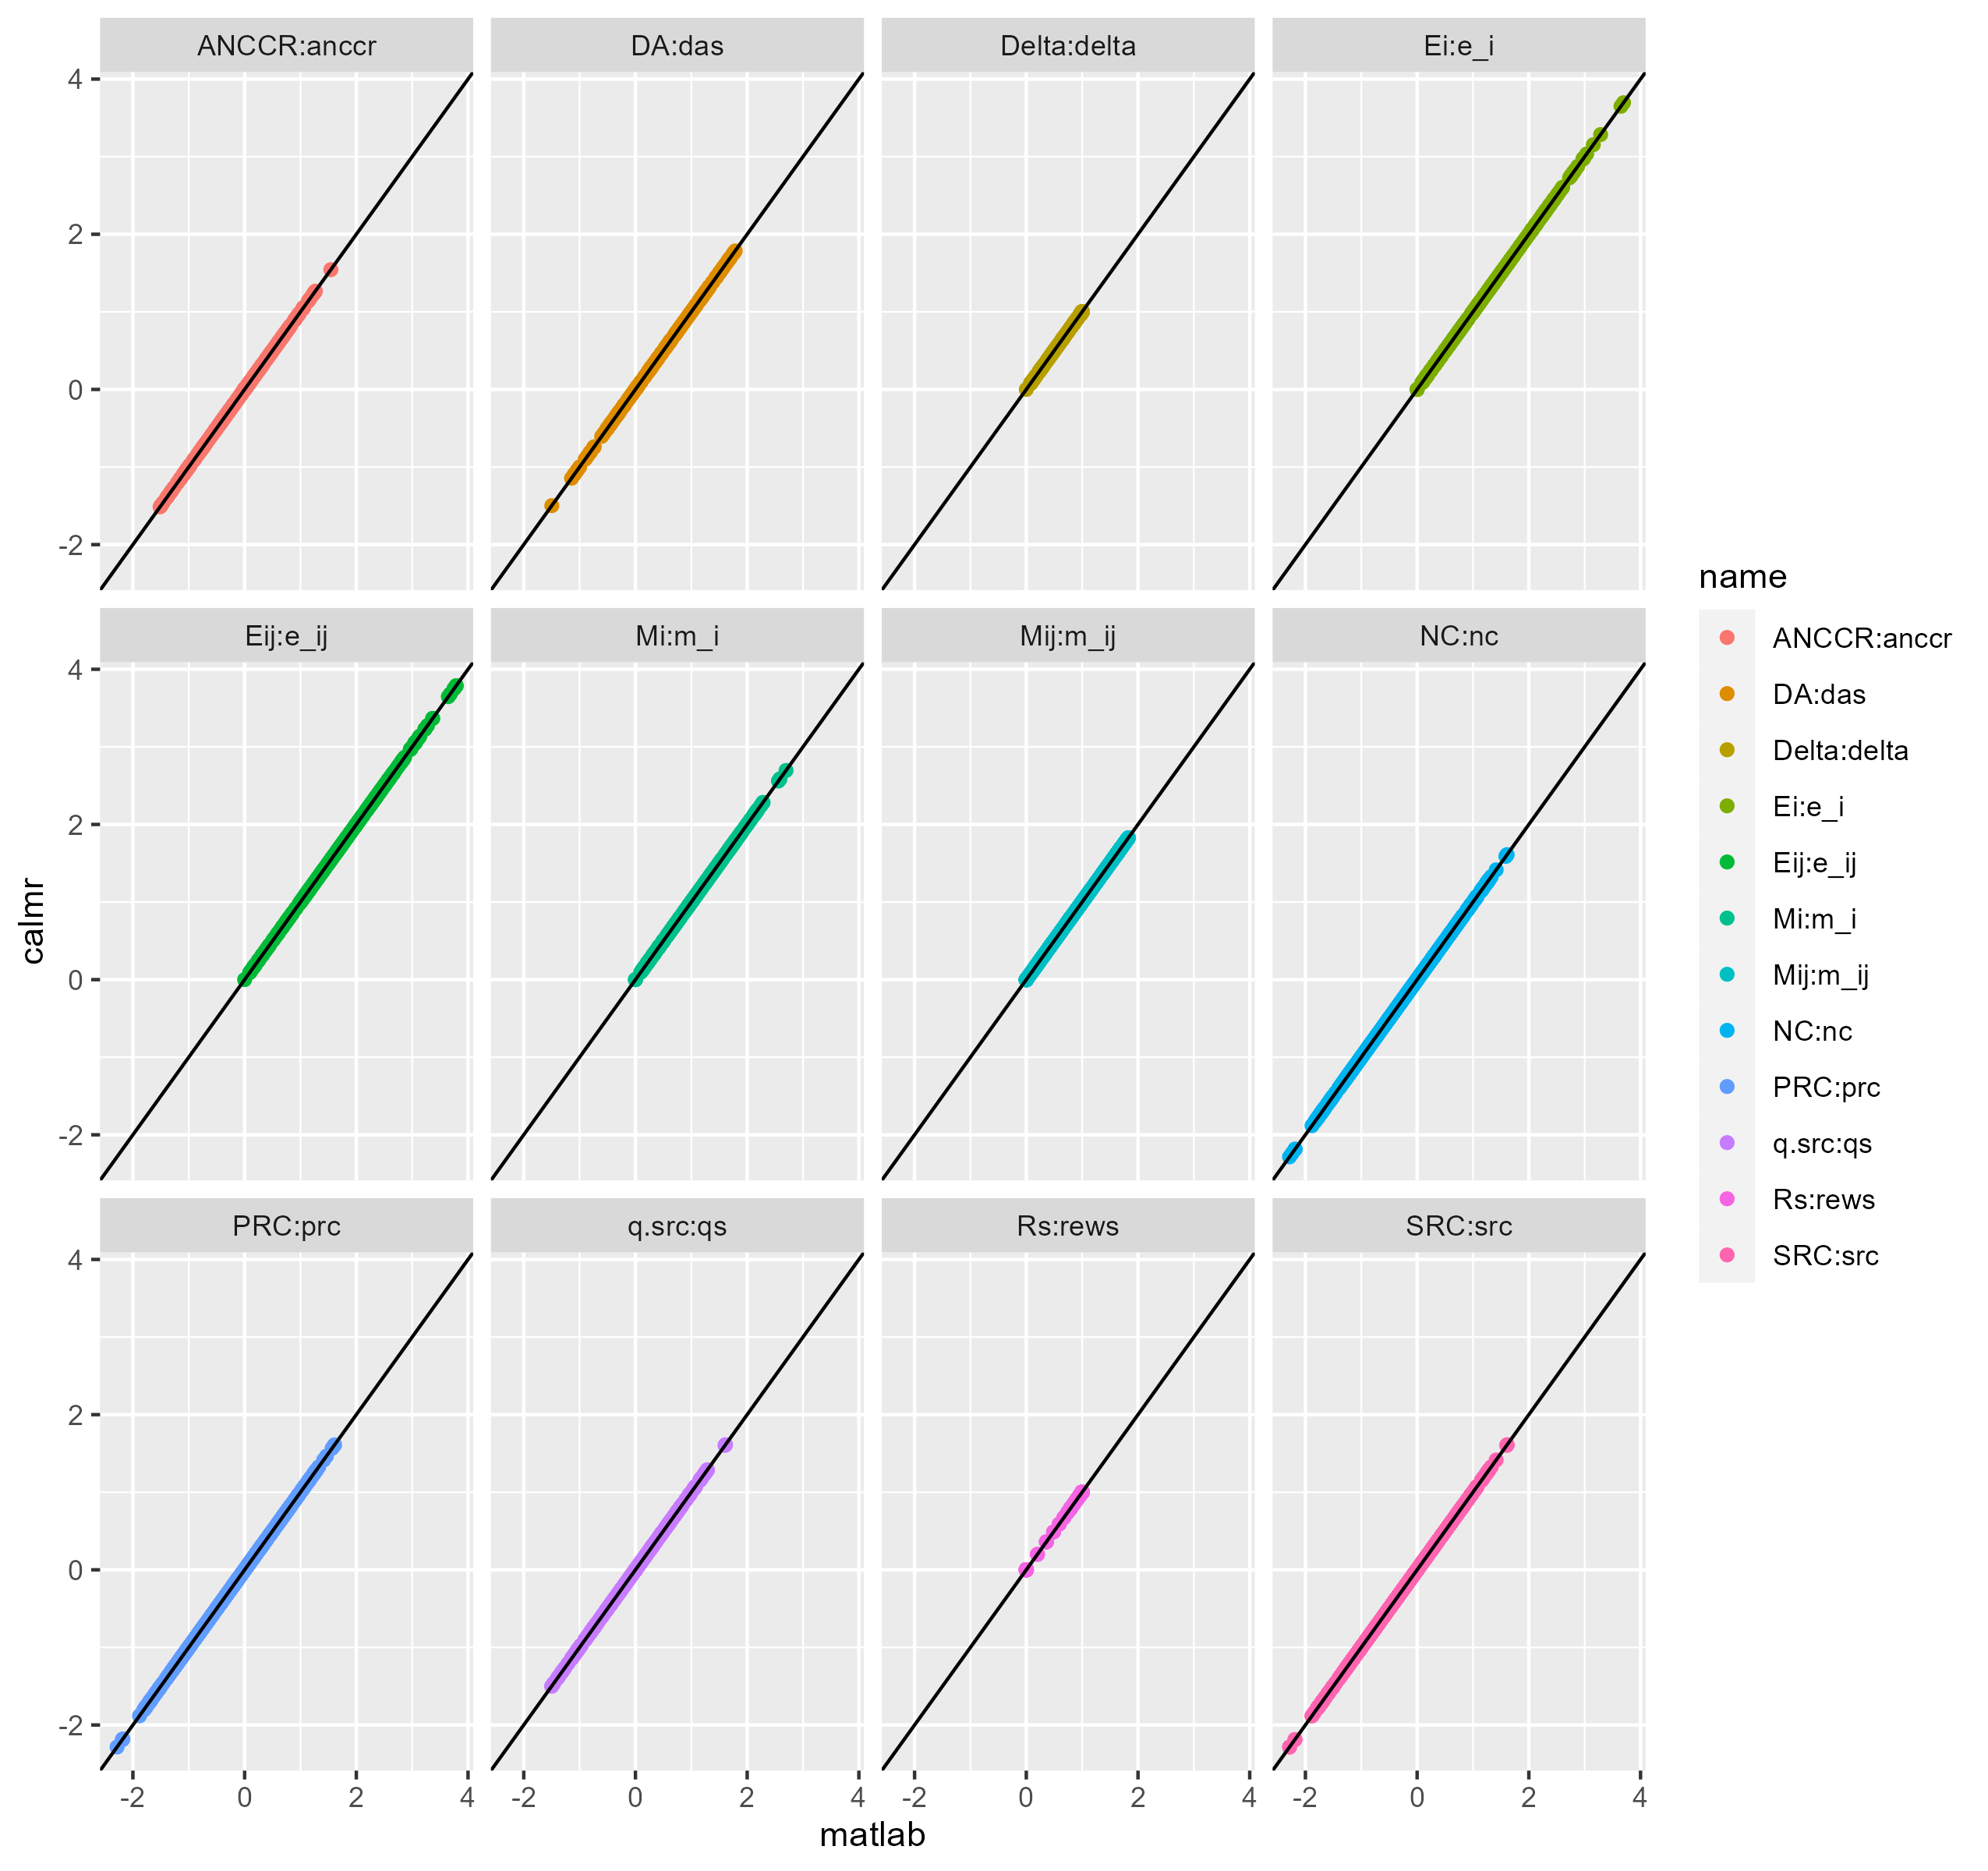 ANCCR:anccr DA:das Delta:delta Ei:e_i
4
2
0
-2
Eij:e_ij Mi:m_i Mij:m_ij NC:nc
4
2
0
-2
PRC:prc q.src:qs Rs:rews SRC:src
4
2
0
-2
-2 0 2 4 -2 0 2 4 -2 0 2 4 -2 0 2 4
matlab
calmr
name
ANCCR:anccr
DA:das
Delta:delta
Ei:e_i
Eij:e_ij
Mi:m_i
Mij:m_ij
NC:nc
PRC:prc
q.src:qs
Rs:rews
SRC:src